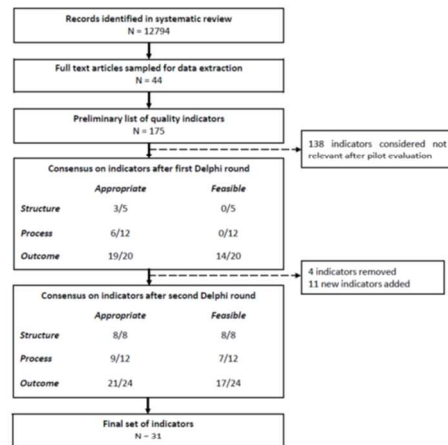 Records identified in systematic review
N = 12794
Full text articles sampled for data extraction
N = 44
Preliminary list of quality indicators
N = 175
138 indicators considered not
relevant after pilot evaluation
Consensus on indicators after first Delphi round
Appropriate Feasible
Structure 3/5 0/5
Process 6/12 0/12
Outcome 19/20 14/20
4 indicators removed
11 new indicators added
Consensus on indicators after second Delphi round
Appropriate Feasible
Structure 8/8 8/8
Process 9/12 7/12
Outcome 21/24 17/24
Final set of indicators
N = 31